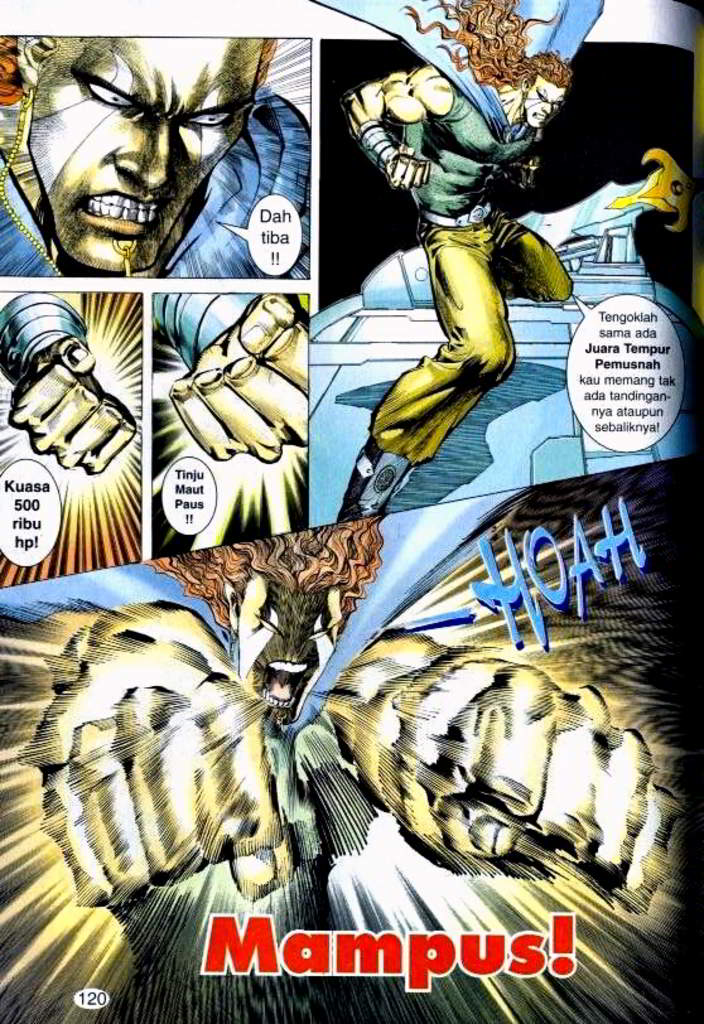 Dah
tiba
!!
Kuasa
500
ribu
hp!
Tinju
Maut
Paus
!!
Tengoklah
sama ada
Juara Tempur
Pemusnah
kau memang tak
ada tandingan-
nya ataupun
sebaliknya!
HOAH
Mampus!
120